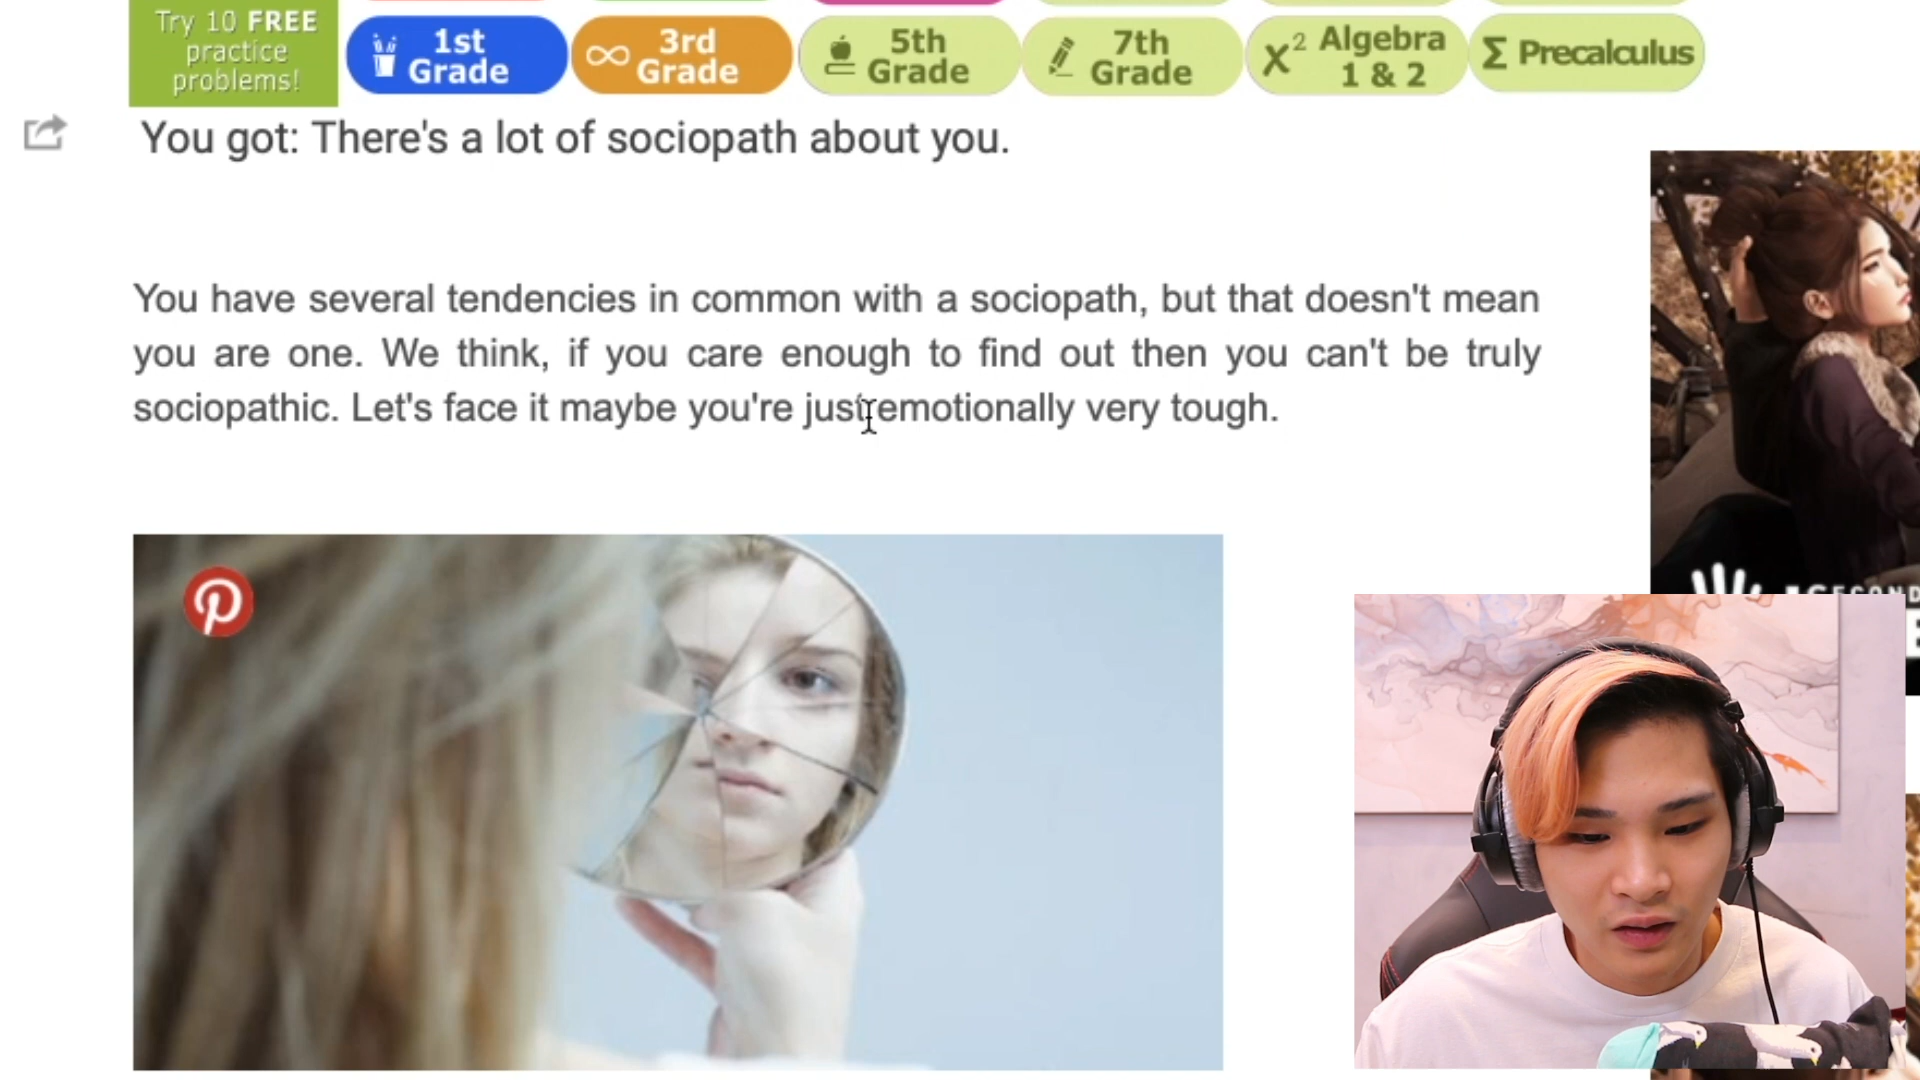 Try 10 FREE
practice
problems!
1st
Grade
3rd
Grade
5th
Grade
7th
Grade
X² Algebra
1 & 2
Σ Precalculus
You got: There's a lot of sociopath about you.
You have several tendencies in common with a sociopath, but that doesn't mean
you are one. We think, if you care enough to find out then you can't be truly
sociopathic. Let's face it maybe you're just emotionally very tough.